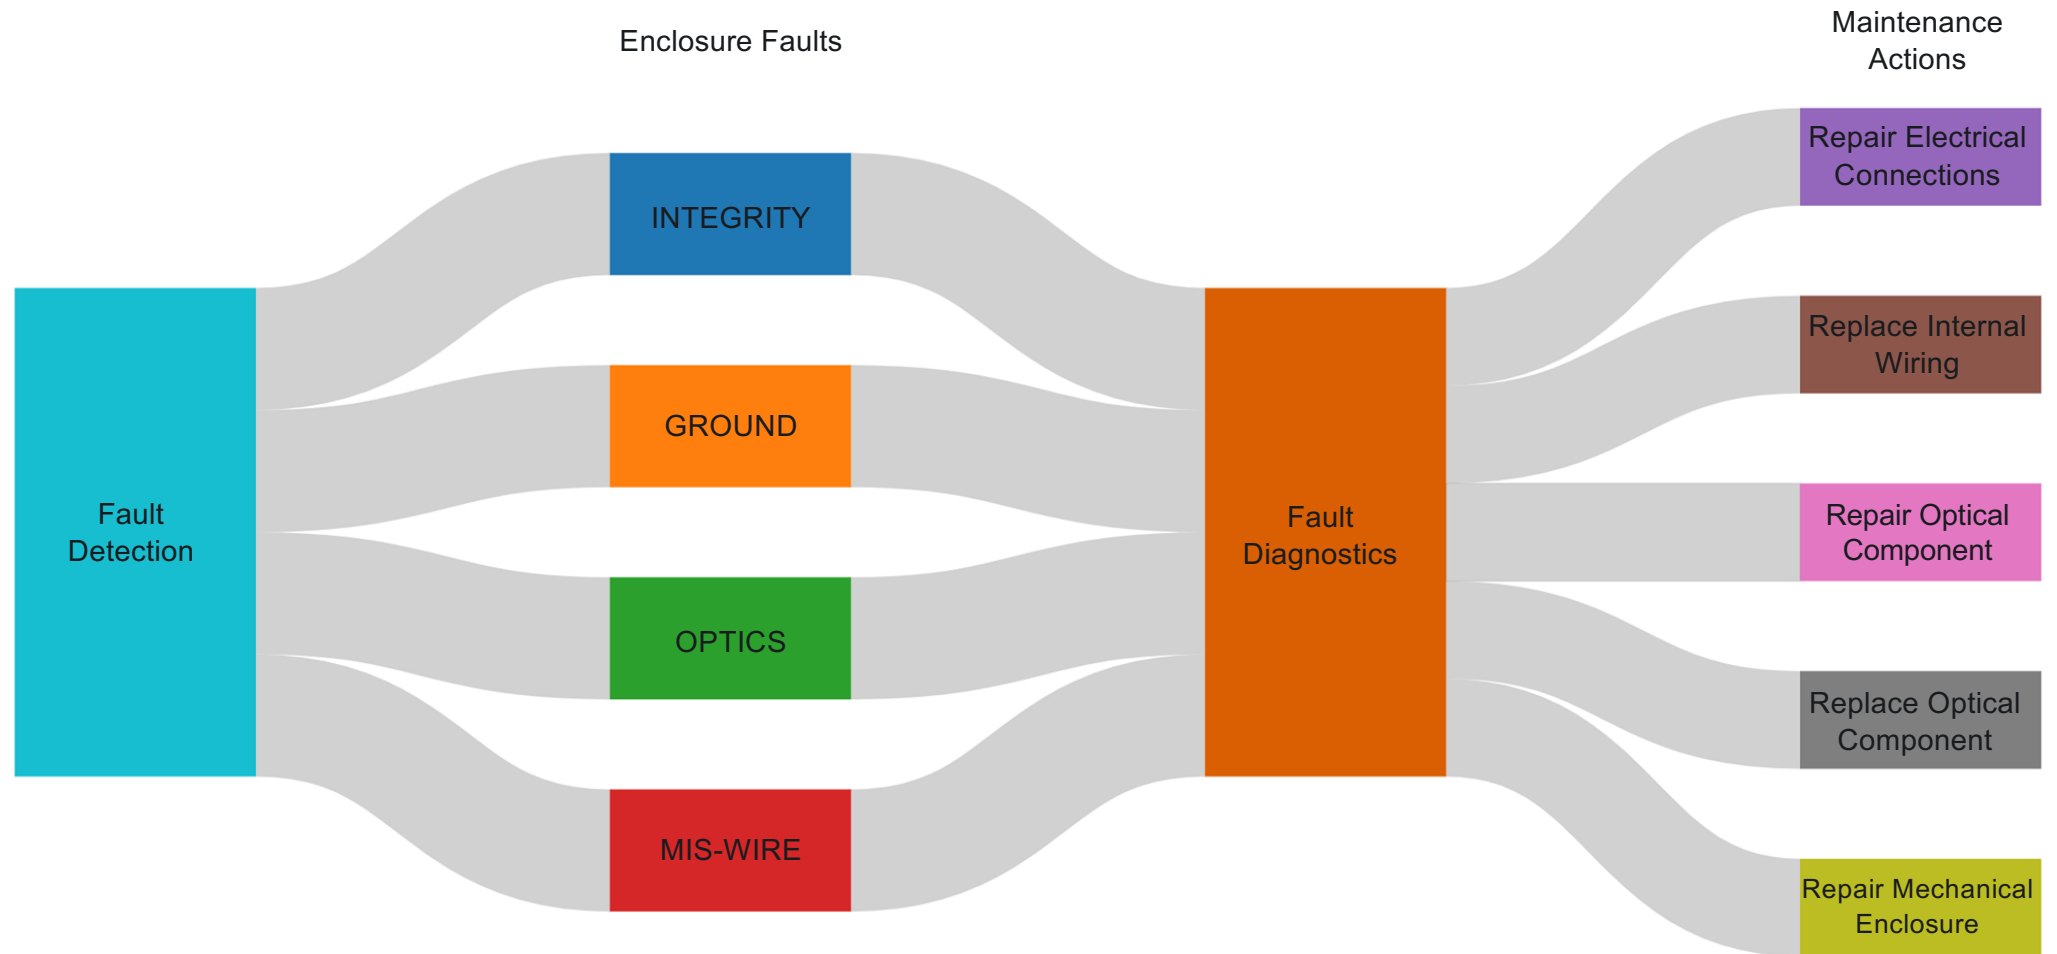 Enclosure Faults
Maintenance
Actions
Fault
Detection
INTEGRITY
GROUND
OPTICS
MIS-WIRE
Fault
Diagnostics
Repair Electrical
Connections
Replace Internal
Wiring
Repair Optical
Component
Replace Optical
Component
Repair Mechanical
Enclosure